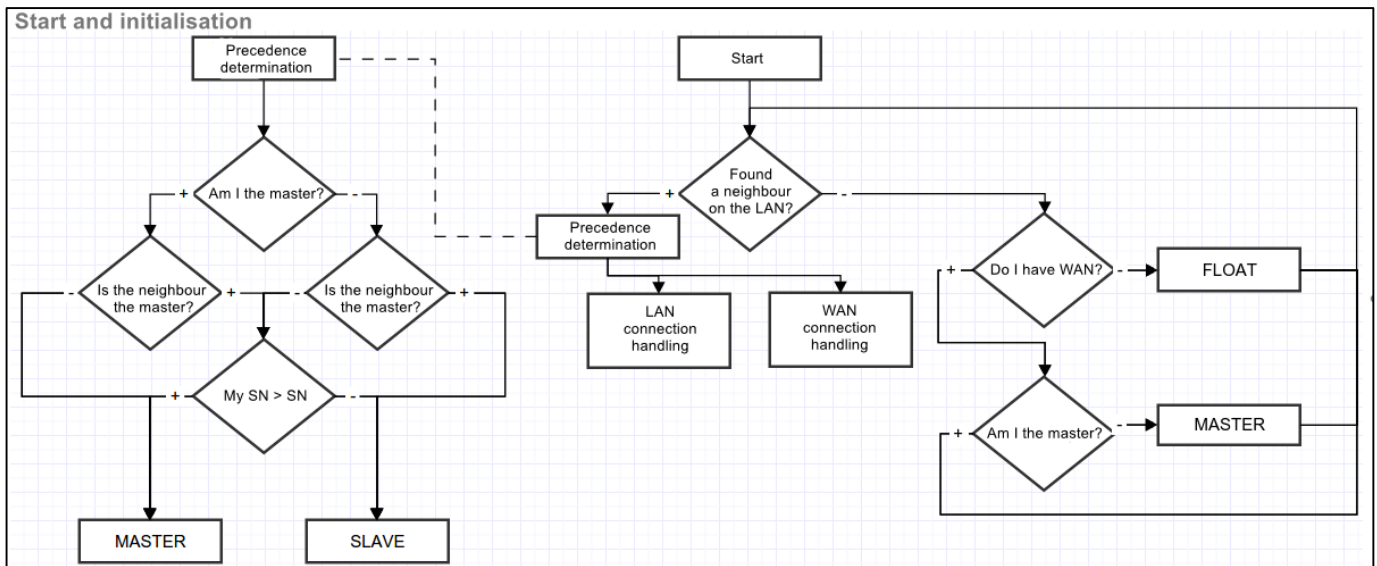 Start and initialisation
Precedence
determination
Am I the master?
+
-
Is the neighbour
the master?
-
+
Is the neighbour
the master?
-
+
My SN > SN
+
-
MASTER
SLAVE
Start
Found
a neighbour
on the LAN?
+
-
Precedence
determination
LAN
connection
handling
WAN
connection
handling
Do I have WAN?
+
-
FLOAT
Am I the master?
+
-
MASTER